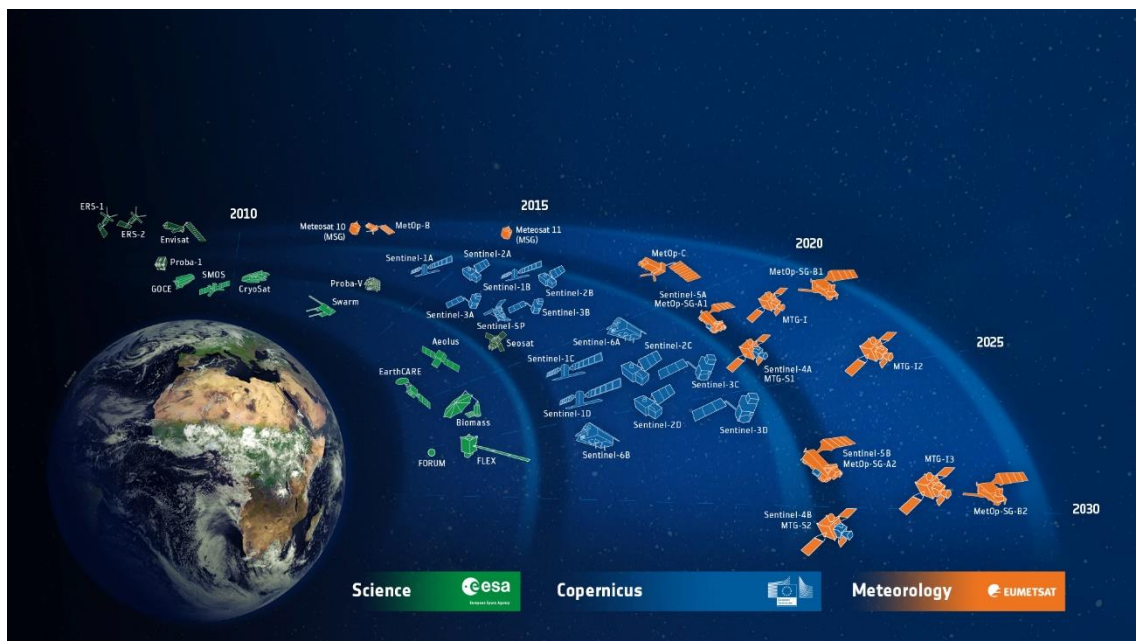 2010
2015
2020
2025
2030
ERS-1
ERS-2
Envisat
Meteosat 10
(MSG)
MetOp-B
Meteosat 11
(MSG)
Proba-1
GOCE
SMOS
CryoSat
Proba-V
Swarm
Sentinel-1A
Sentinel-2A
Sentinel-1B
Sentinel-2B
Sentinel-3A
Sentinel-5P
Sentinel-3B
Seosat
MetOp-C
Sentinel-5A
MetOp-SG-A1
MTG-I
MetOp-SG-B1
Aeolus
EarthCARE
Biomass
FORUM
FLEX
Sentinel-6A
Sentinel-1C
Sentinel-2C
Sentinel-3C
Sentinel-4A
MTG-S1
MTG-I2
Sentinel-1D
Sentinel-2D
Sentinel-3D
Sentinel-6B
Sentinel-5B
MetOp-SG-A2
MTG-I3
MetOp-SG-B2
Sentinel-4B
MTG-S2
Science
esa
European Space Agency
Copernicus
Meteorology
EUMETSAT